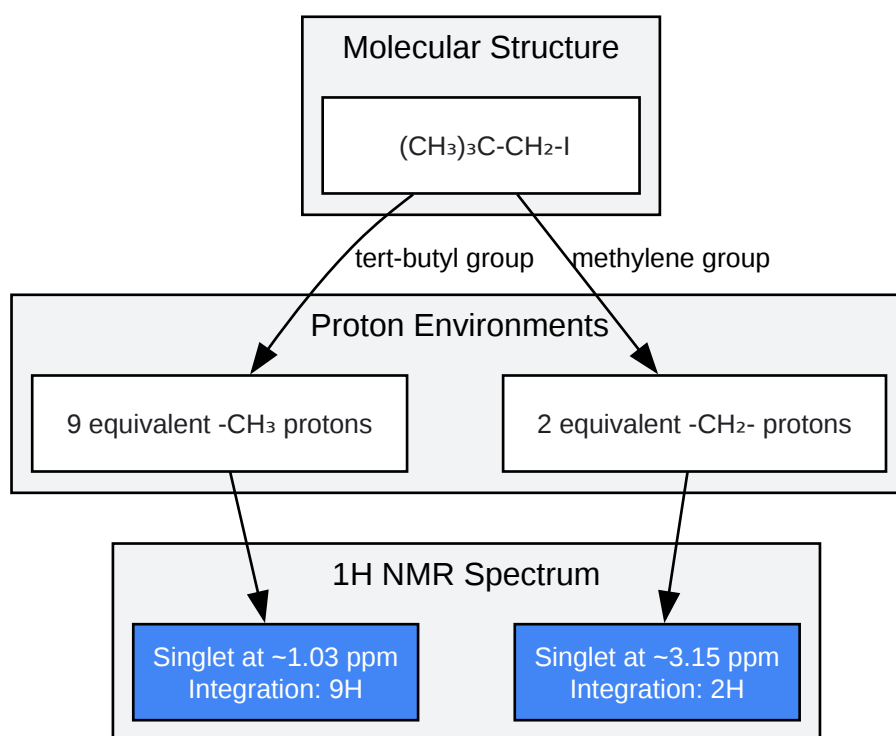 Molecular Structure
(CH₃)₃C-CH₂-I
tert-butyl group
methylene group
Proton Environments
9 equivalent -CH₃ protons
2 equivalent -CH₂- protons
1H NMR Spectrum
Singlet at ~1.03 ppm
Integration: 9H
Singlet at ~3.15 ppm
Integration: 2H